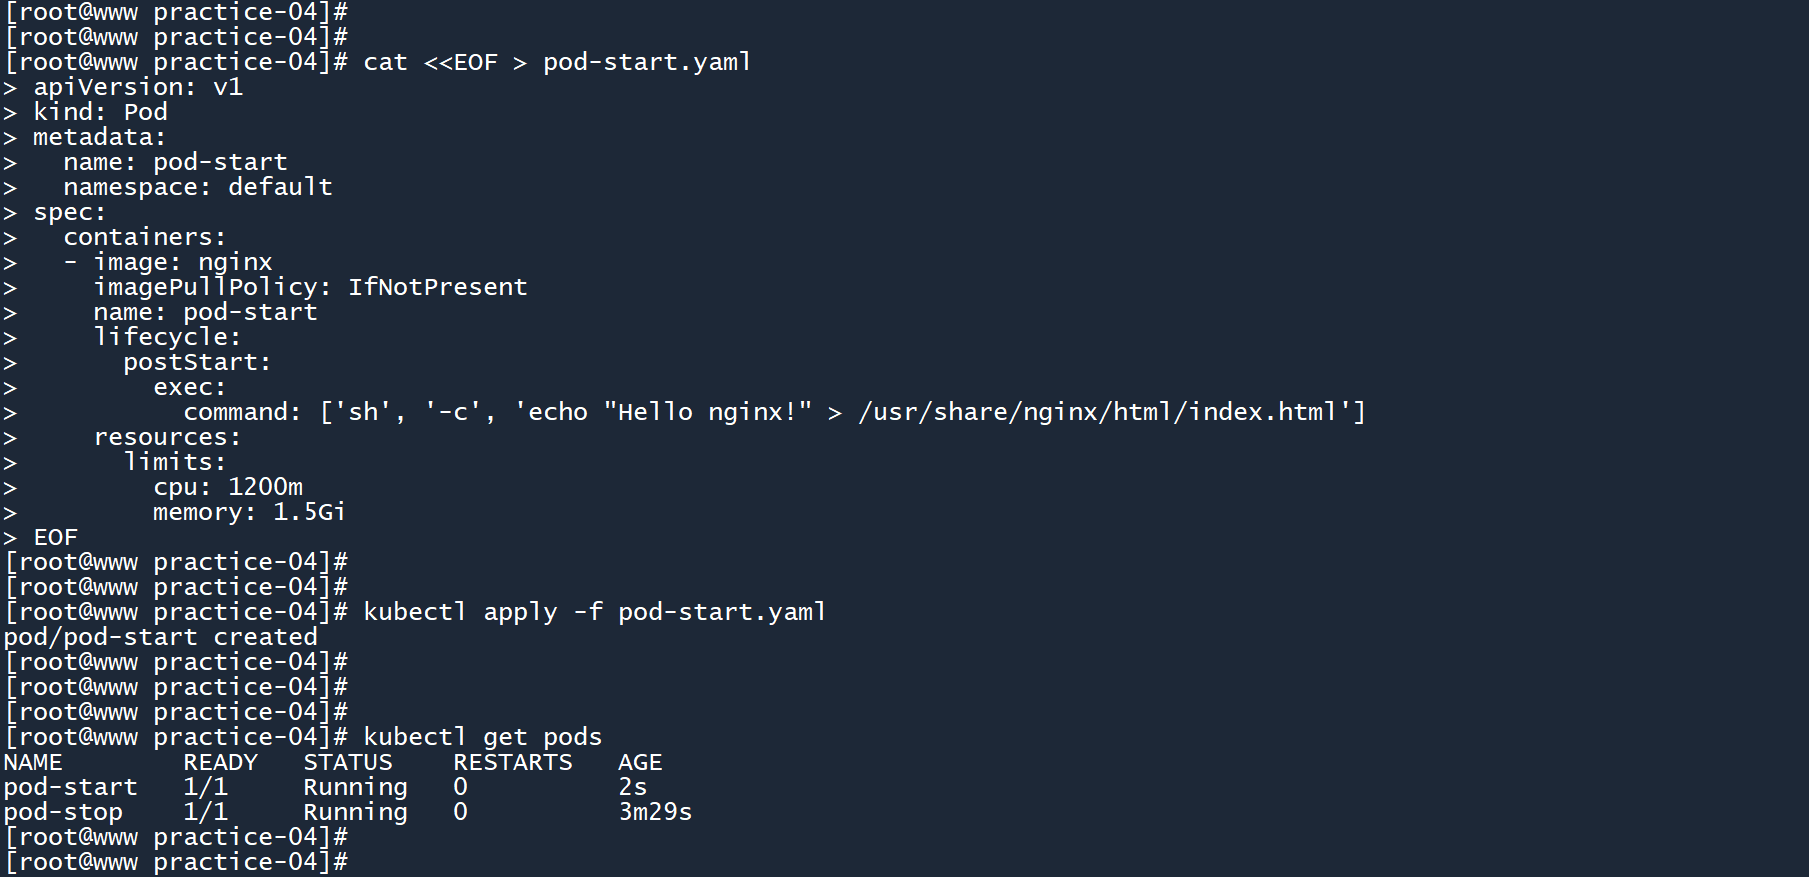 [root@www practice-04]#
[root@www practice-04]#
[root@www practice-04]# cat <<EOF > pod-start.yaml
> apiVersion: v1
> kind: Pod
> metadata:
>   name: pod-start
>   namespace: default
> spec:
>   containers:
>   - image: nginx
>     imagePullPolicy: IfNotPresent
>     name: pod-start
>     lifecycle:
>       postStart:
>         exec:
>           command: ['sh', '-c', 'echo "Hello nginx!" > /usr/share/nginx/html/index.html']
>     resources:
>       limits:
>         cpu: 1200m
>         memory: 1.5Gi
> EOF
[root@www practice-04]#
[root@www practice-04]#
[root@www practice-04]# kubectl apply -f pod-start.yaml
pod/pod-start created
[root@www practice-04]#
[root@www practice-04]#
[root@www practice-04]#
[root@www practice-04]# kubectl get pods
NAME        READY   STATUS    RESTARTS   AGE
pod-start   1/1     Running   0          2s
pod-stop    1/1     Running   0          3m29s
[root@www practice-04]#
[root@www practice-04]#